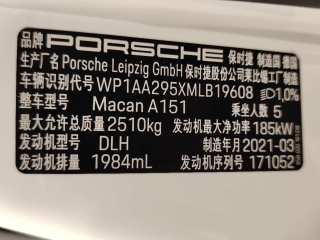 品牌 PORSCHE 保时捷 制造国 德国
生产厂名 Porsche Leipzig GmbH 保时捷股份公司莱比锡工厂制造
车辆识别代号 WP1AA295XMLB19608 1,0%
整车型号 Macan A151 乘坐人数 5
最大允许总质量 2510kg 发动机最大净功率 185kW
发动机型号 DLH 制造年月 2021-03
发动机排量 1984mL 发动机序列号 171052